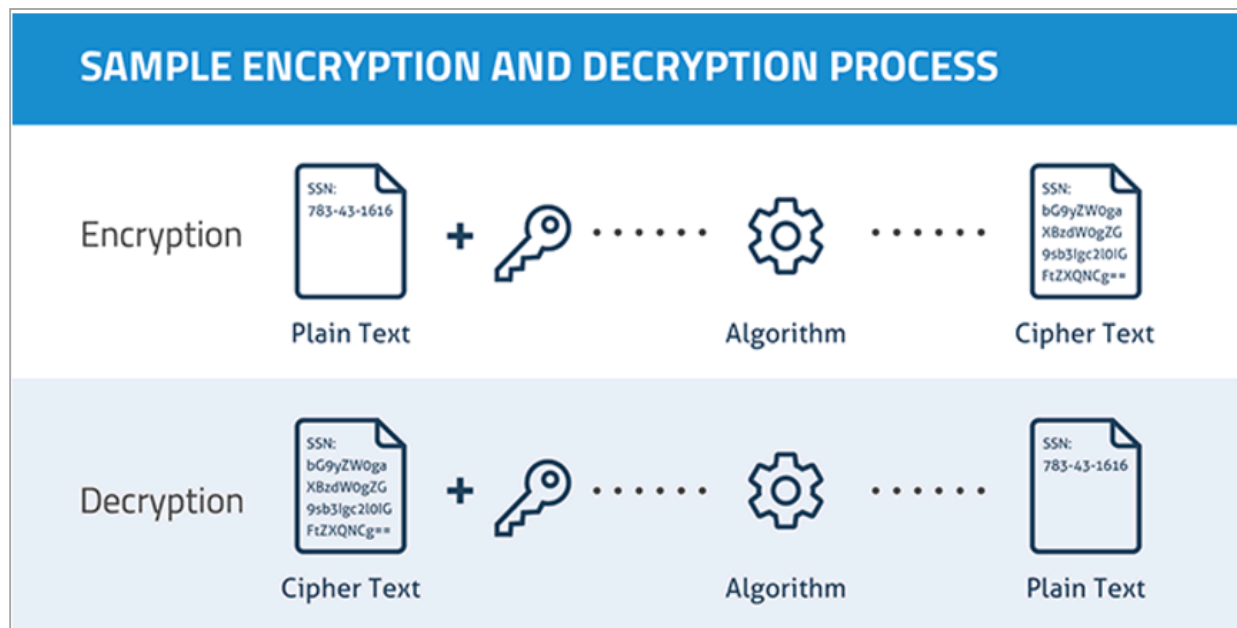 SAMPLE ENCRYPTION AND DECRYPTION PROCESS
Encryption
SSN:
783-43-1616
Plain Text
+
Algorithm
SSN:
bG9yZW0ga
XBzdW0gZG
9sb3Igc2l0IG
FtZXQNCg==
Cipher Text
Decryption
SSN:
bG9yZW0ga
XBzdW0gZG
9sb3Igc2l0IG
FtZXQNCg==
Cipher Text
+
Algorithm
SSN:
783-43-1616
Plain Text